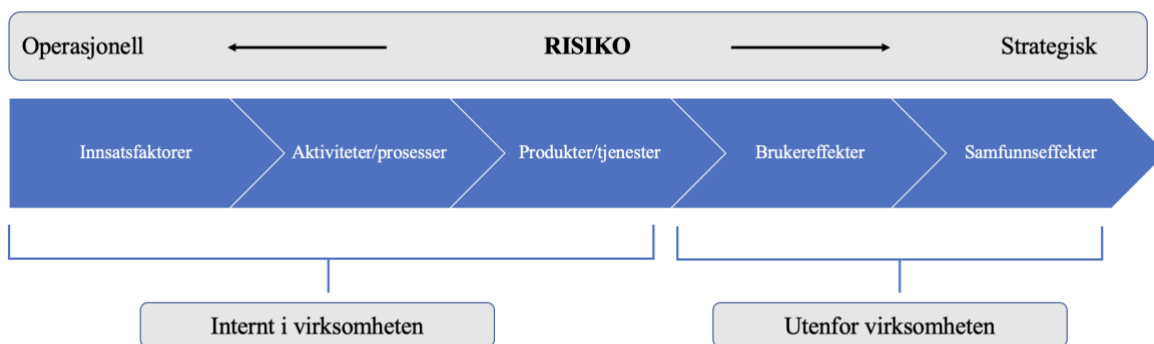 Operasjonell RISIKO Strategisk
Innsatsfaktorer Aktiviteter/prosesser Produkter/tjenester Brukereffekter Samfunnseffekter
Internt i virksomheten Utenfor virksomheten